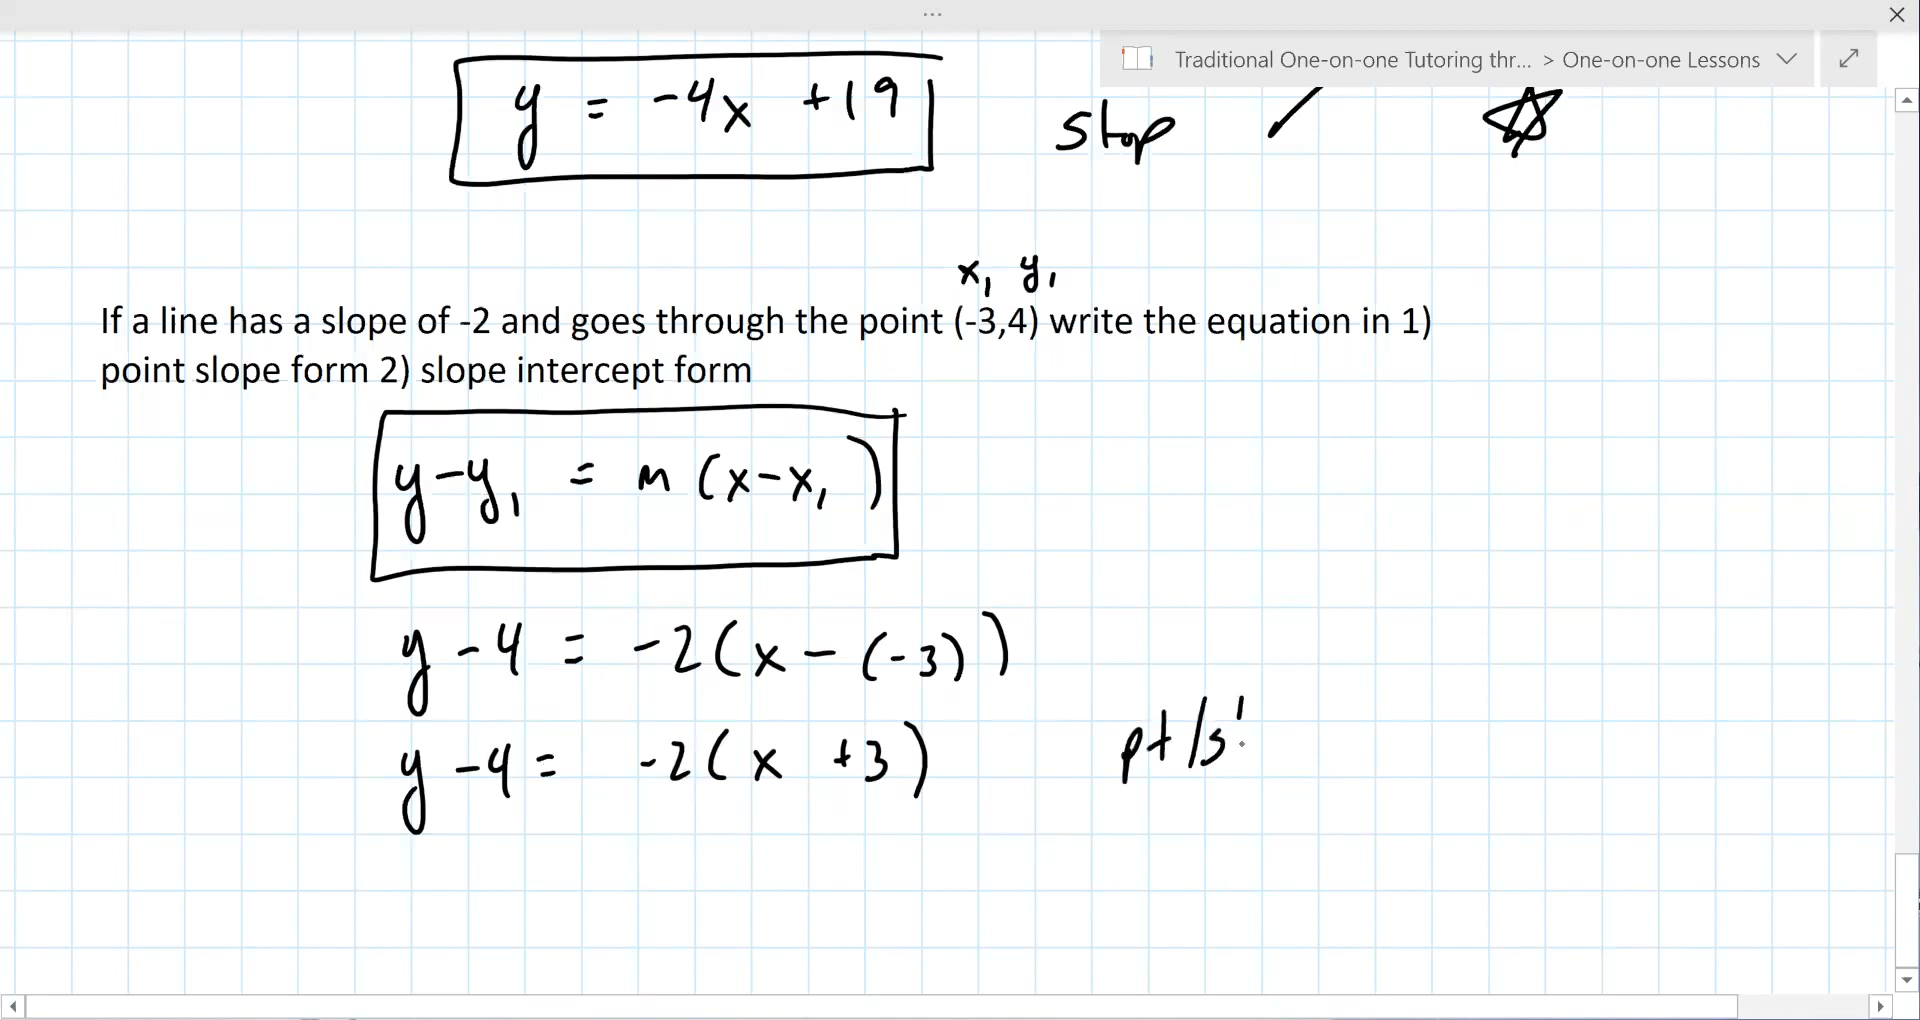 Traditional One-on-one Tutoring thr... > One-on-one Lessons
y = -4x +19
stop
x₁ y₁
If a line has a slope of -2 and goes through the point (-3,4) write the equation in 1)
point slope form 2) slope intercept form
y-y₁ = m (x-x₁)
y -4 = -2(x - (-3))
y -4 = -2(x +3)
pt/s